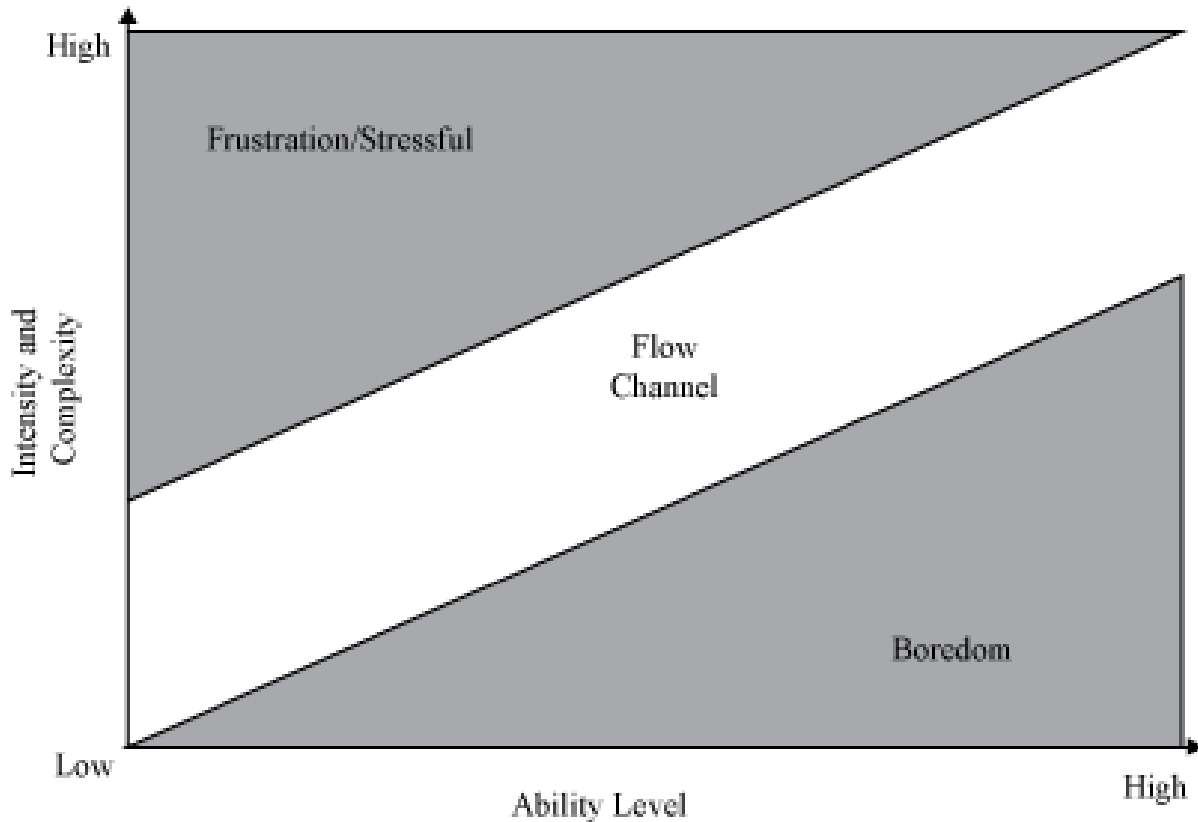 High
Frustration/Stressful
Intensity and
Complexity
Flow
Channel
Boredom
Low
High
Ability Level